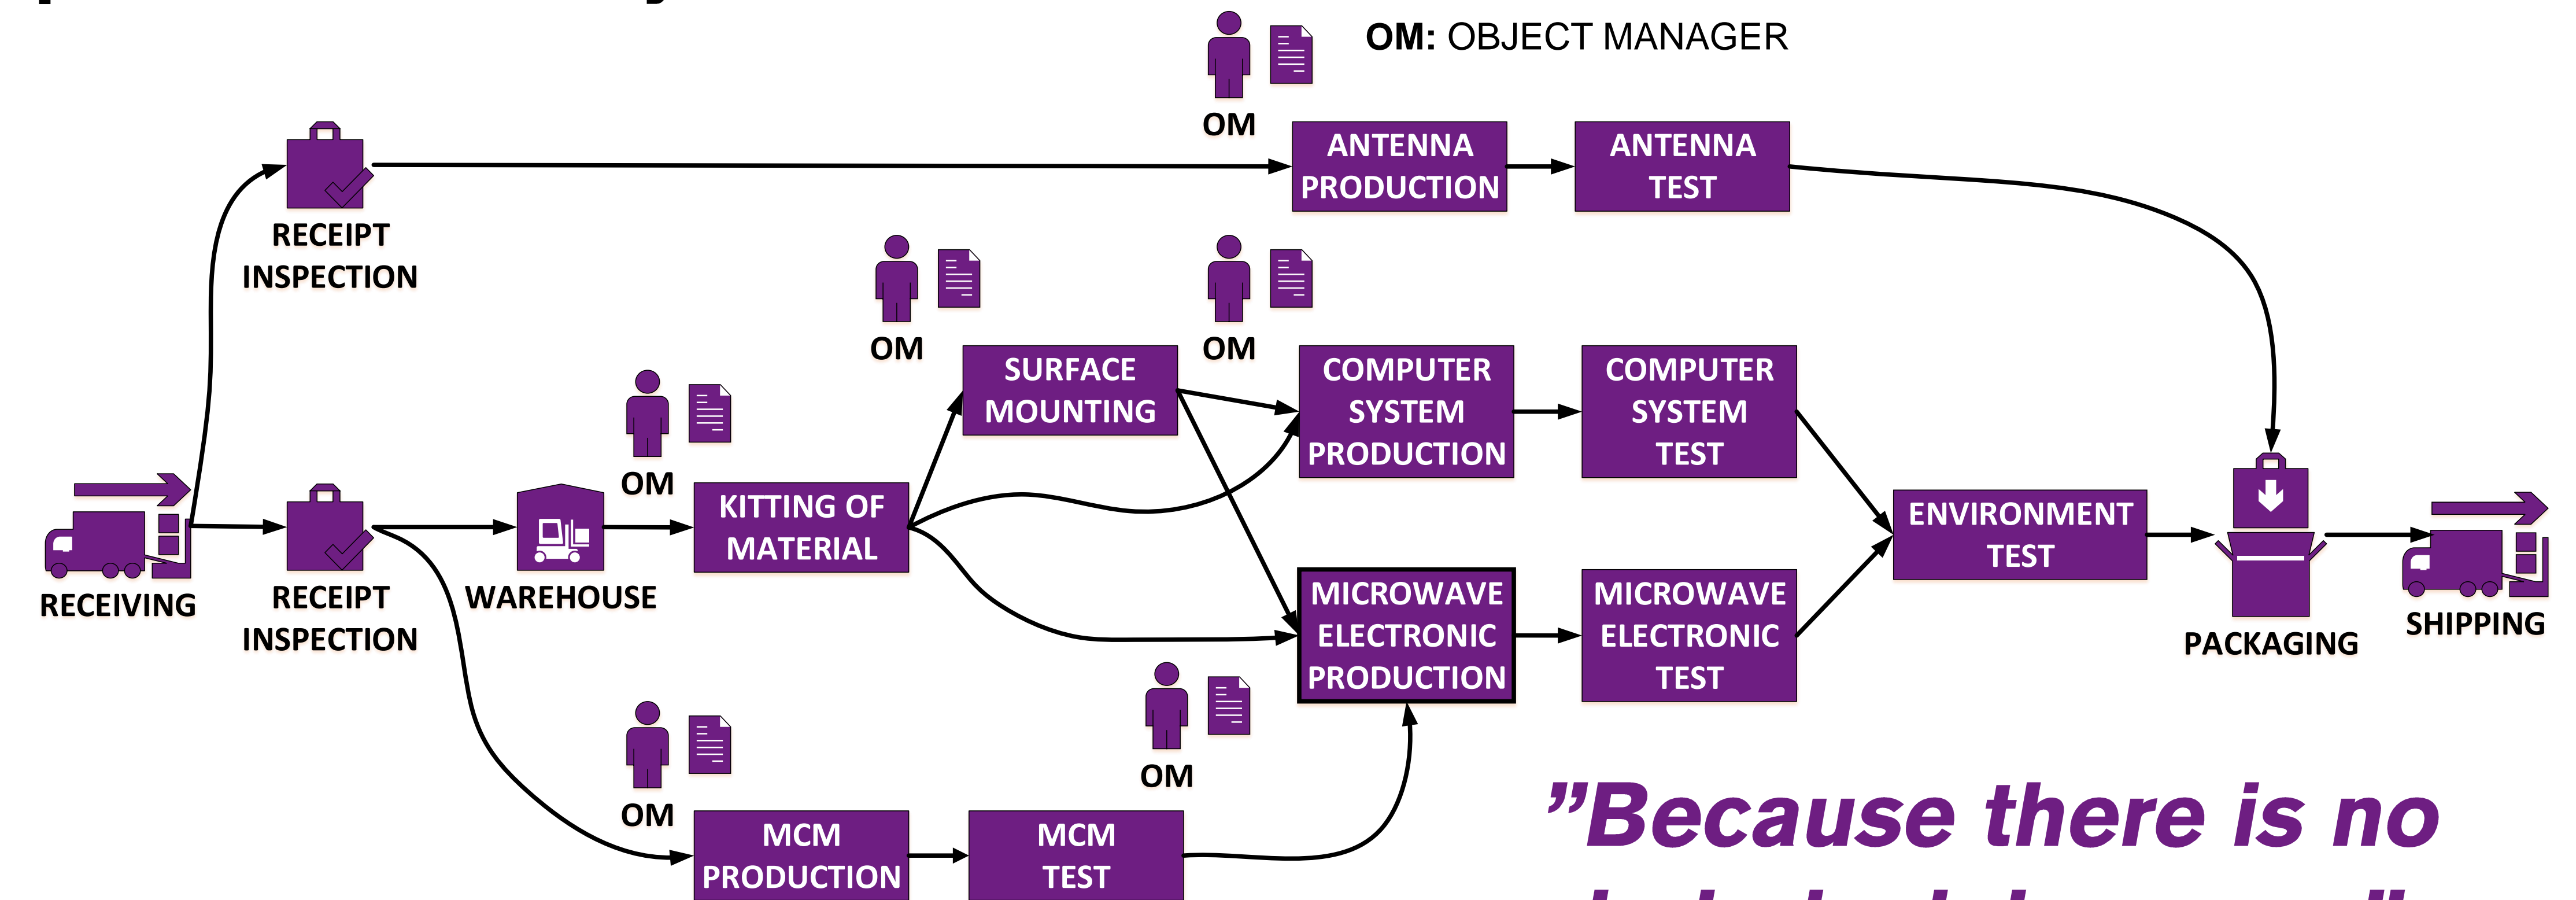 OM: OBJECT MANAGER
OM
ANTENNA
PRODUCTION
ANTENNA
TEST
RECEIPT
INSPECTION
OM
OM
SURFACE
MOUNTING
COMPUTER
SYSTEM
PRODUCTION
COMPUTER
SYSTEM
TEST
OM
KITTING OF
MATERIAL
ENVIRONMENT
TEST
RECEIVING
RECEIPT
INSPECTION
WAREHOUSE
MICROWAVE
ELECTRONIC
PRODUCTION
MICROWAVE
ELECTRONIC
TEST
PACKAGING
SHIPPING
OM
OM
MCM
PRODUCTION
MCM
TEST
”Because there is no